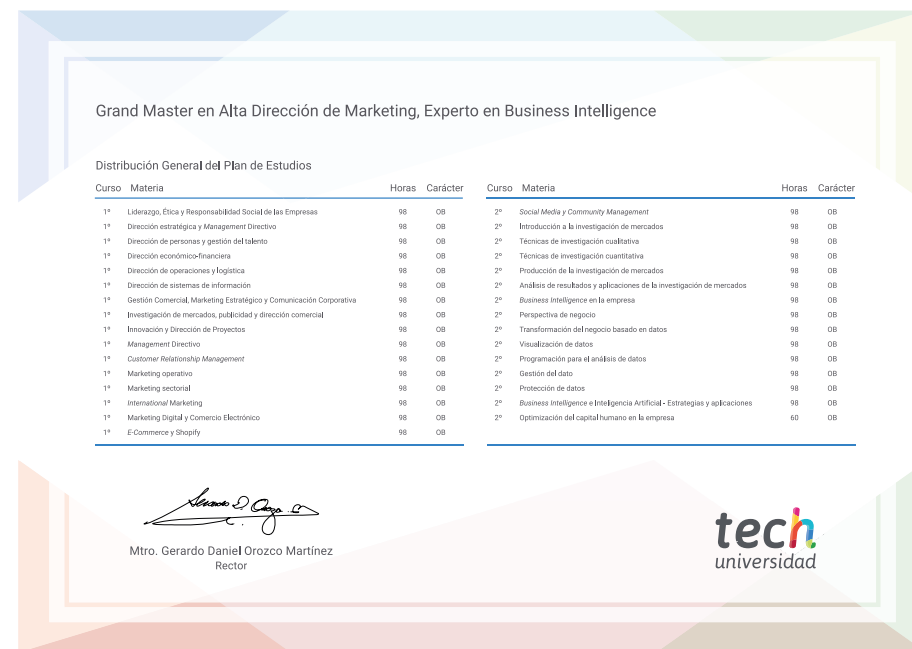 Grand Master en Alta Dirección de Marketing, Experto en Business Intelligence
Distribución General del Plan de Estudios
Curso Materia Horas Carácter
1º Liderazgo, Ética y Responsabilidad Social de las Empresas 98 OB
1º Dirección estratégica y Management Directivo 98 OB
1º Dirección de personas y gestión del talento 98 OB
1º Dirección económico-financiera 98 OB
1º Dirección de operaciones y logística 98 OB
1º Dirección de sistemas de información 98 OB
1º Gestión Comercial, Marketing Estratégico y Comunicación Corporativa 98 OB
1º Investigación de mercados, publicidad y dirección comercial 98 OB
1º Innovación y Dirección de Proyectos 98 OB
1º Management Directivo 98 OB
1º Customer Relationship Management 98 OB
1º Marketing operativo 98 OB
1º Marketing sectorial 98 OB
1º International Marketing 98 OB
1º Marketing Digital y Comercio Electrónico 98 OB
1º E-Commerce y Shopify 98 OB
Curso Materia Horas Carácter
2º Social Media y Community Management 98 OB
2º Introducción a la investigación de mercados 98 OB
2º Técnicas de investigación cualitativa 98 OB
2º Técnicas de investigación cuantitativa 98 OB
2º Producción de la investigación de mercados 98 OB
2º Análisis de resultados y aplicaciones de la investigación de mercados 98 OB
2º Business Intelligence en la empresa 98 OB
2º Perspectiva de negocio 98 OB
2º Transformación del negocio basado en datos 98 OB
2º Visualización de datos 98 OB
2º Programación para el análisis de datos 98 OB
2º Gestión del dato 98 OB
2º Protección de datos 98 OB
2º Business Intelligence e Inteligencia Artificial - Estrategias y aplicaciones 98 OB
2º Optimización del capital humano en la empresa 60 OB
Mtro. Gerardo Daniel Orozco Martínez
Rector
tech
universidad